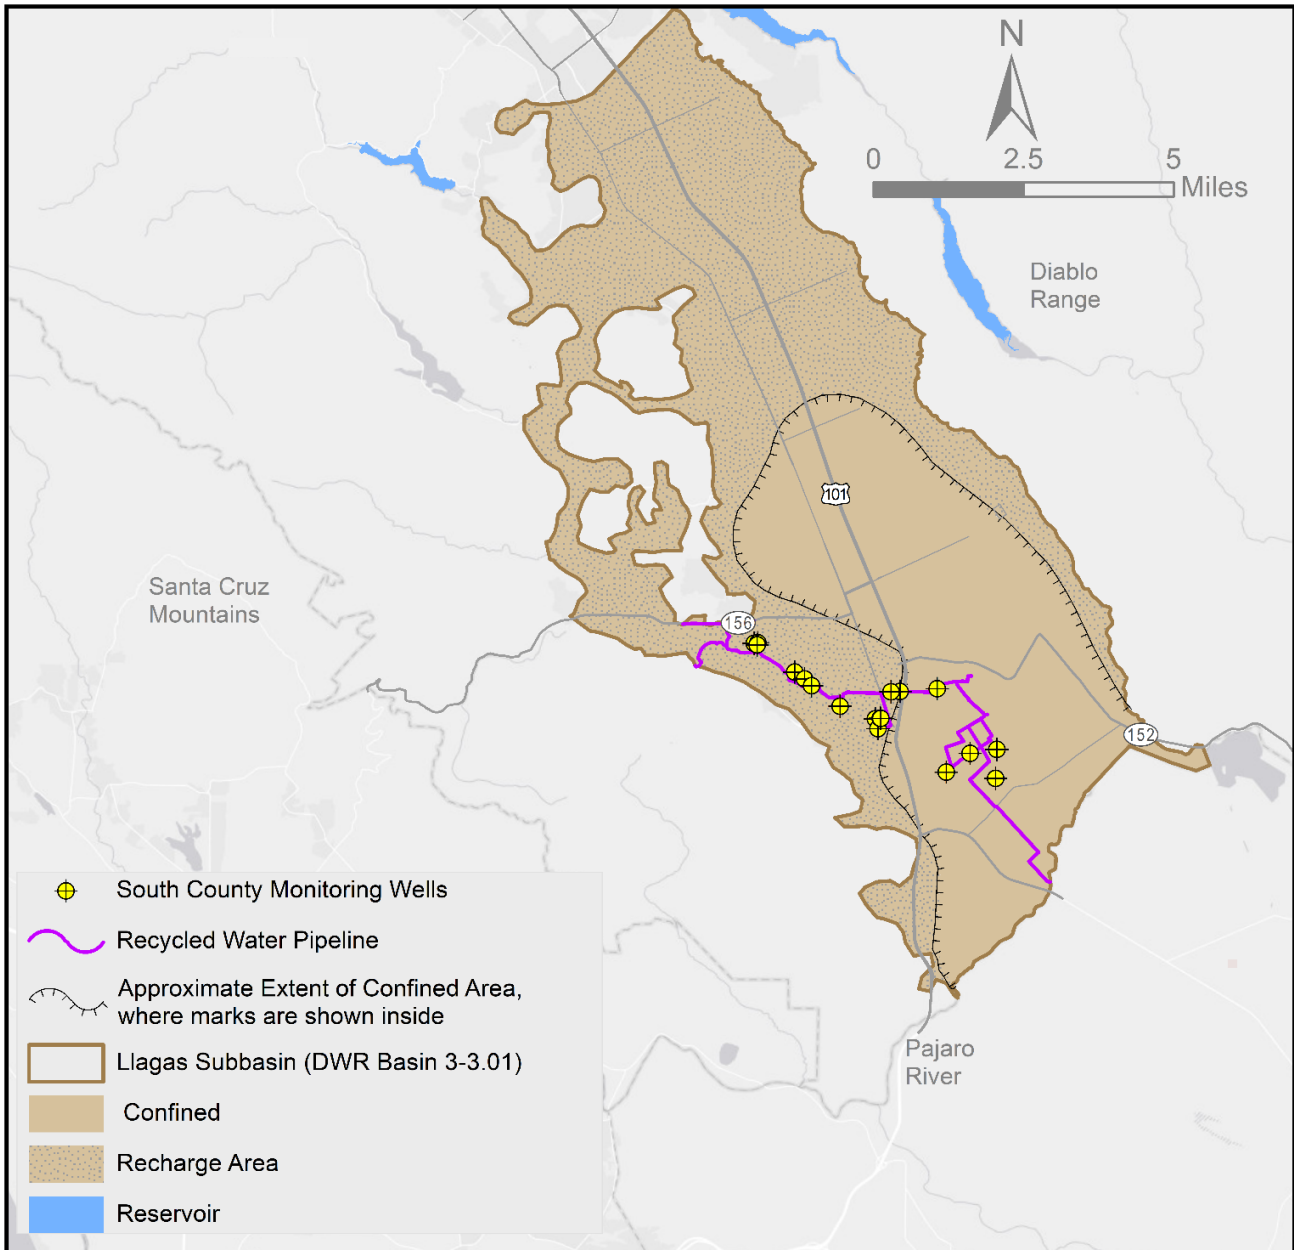 N
0 2.5 5
Miles
Diablo
Range
101
Santa Cruz
Mountains
156
152
South County Monitoring Wells
Recycled Water Pipeline
Approximate Extent of Confined Area,
where marks are shown inside
Llagas Subbasin (DWR Basin 3-3.01)
Confined
Recharge Area
Reservoir
Pajaro
River